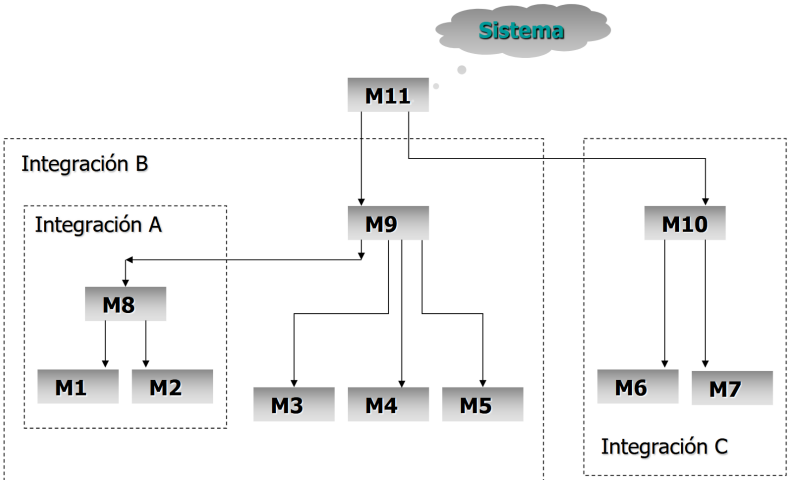 Sistema
M11
Integración B
Integración A
M9
M10
M8
M1
M2
M3
M4
M5
M6
M7
Integración C